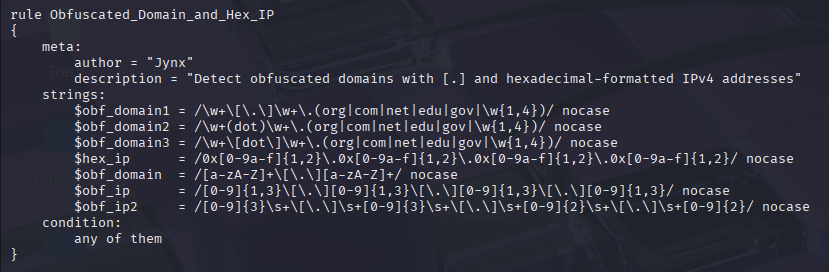 rule Obfuscated_Domain_and_Hex_IP
{
    meta:
        author = "Jynx"
        description = "Detect obfuscated domains with [.] and hexadecimal-formatted IPv4 addresses"
    strings:
        $obf_domain1 = /\w+\[\.\]\w+\.(org|com|net|edu|gov|\w{1,4})/ nocase
        $obf_domain2 = /\w+(dot)\w+\.(org|com|net|edu|gov|\w{1,4})/ nocase
        $obf_domain3 = /\w+\[dot\]\w+\.(org|com|net|edu|gov|\w{1,4})/ nocase
        $hex_ip      = /0x[0-9a-f]{1,2}\.0x[0-9a-f]{1,2}\.0x[0-9a-f]{1,2}\.0x[0-9a-f]{1,2}/ nocase
        $obf_domain  = /[a-zA-Z]+\[\.\][a-zA-Z]+/ nocase
        $obf_ip      = /[0-9]{1,3}\[\.\][0-9]{1,3}\[\.\][0-9]{1,3}\[\.\][0-9]{1,3}/ nocase
        $obf_ip2     = /[0-9]{3}\s+\[\.\]\s+[0-9]{3}\s+\[\.\]\s+[0-9]{2}\s+\[\.\]\s+[0-9]{2}/ nocase
    condition:
        any of them
}